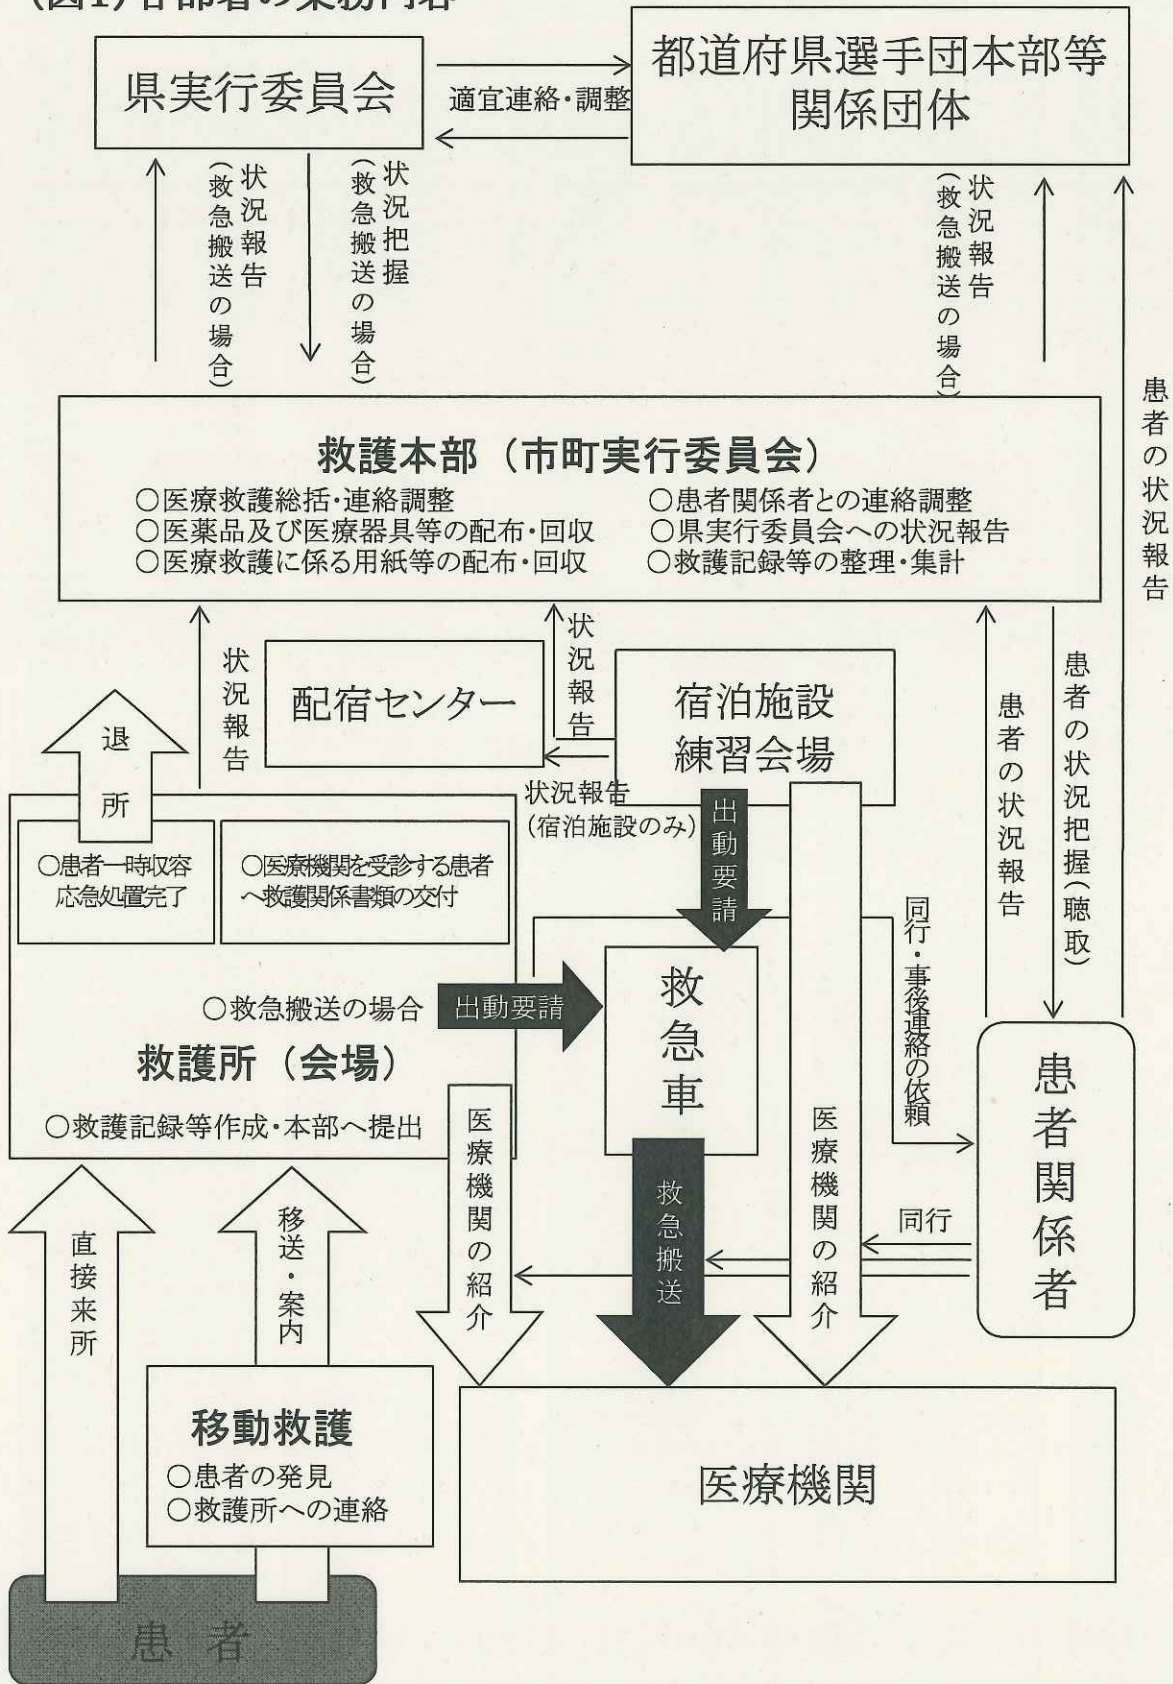 (図1)各部署の業務内容
県実行委員会
適宜連絡・調整
都道府県選手団本部等
関係団体
状況報告
(救急搬送の場合)
状況把握
(救急搬送の場合)
状況報告
(救急搬送の場合)
患者の状況報告
救護本部（市町実行委員会）
○医療救護総括・連絡調整
○医薬品及び医療器具等の配布・回収
○医療救護に係る用紙等の配布・回収
○患者関係者との連絡調整
○県実行委員会への状況報告
○救護記録等の整理・集計
状況報告
配宿センター
状況報告
宿泊施設
練習会場
状況報告
(宿泊施設のみ)
患者の状況報告
患者の状況把握(聴取)
退所
○患者一時収容
応急処置完了
○医療機関を受診する患者
へ救護関係書類の交付
出動要請
○救急搬送の場合
出動要請
救急車
同行・事後連絡の依頼
救護所（会場）
○救護記録等作成・本部へ提出
医療機関の紹介
救急搬送
医療機関の紹介
同行
患者関係者
直接来所
移送・案内
移動救護
○患者の発見
○救護所への連絡
医療機関
患者